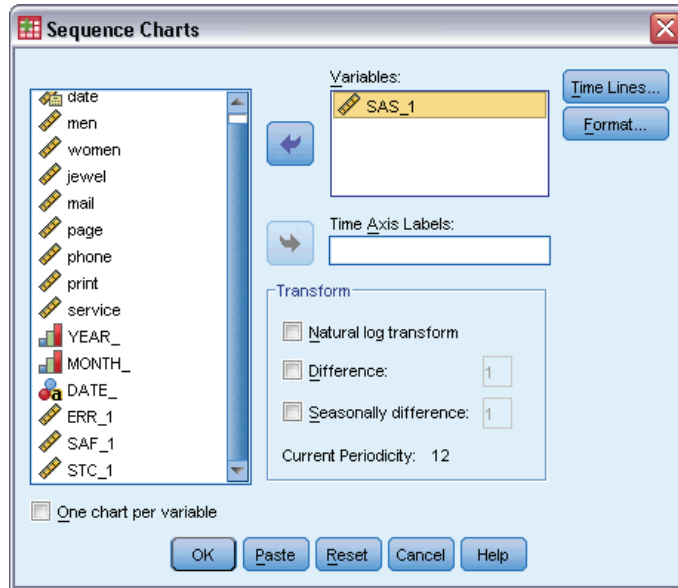 Sequence Charts
date
men
women
jewel
mail
page
phone
print
service
YEAR_
MONTH_
DATE_
ERR_1
SAF_1
STC_1
One chart per variable
Variables:
SAS_1
Time Axis Labels:
Transform
Natural log transform
Difference: 1
Seasonally difference: 1
Current Periodicity: 12
Time Lines...
Format...
OK Paste Reset Cancel Help